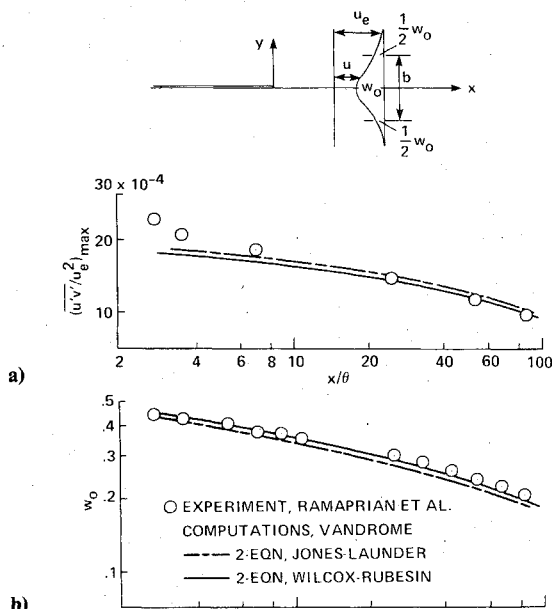 u_e
1/2 w_o
y
u
w_o
b
x
1/2 w_o
30 x 10^-4
20
10
(u'v'/u_e^2)max
2 4 6 8 10 20 40 60 80 100
x/θ
a)
.5
.4
.3
.2
.1
w_o
○ EXPERIMENT, RAMAPRIAN ET AL.
COMPUTATIONS, VANDROME
2-EQN, JONES-LAUNDER
2-EQN, WILCOX-RUBESIN
b)